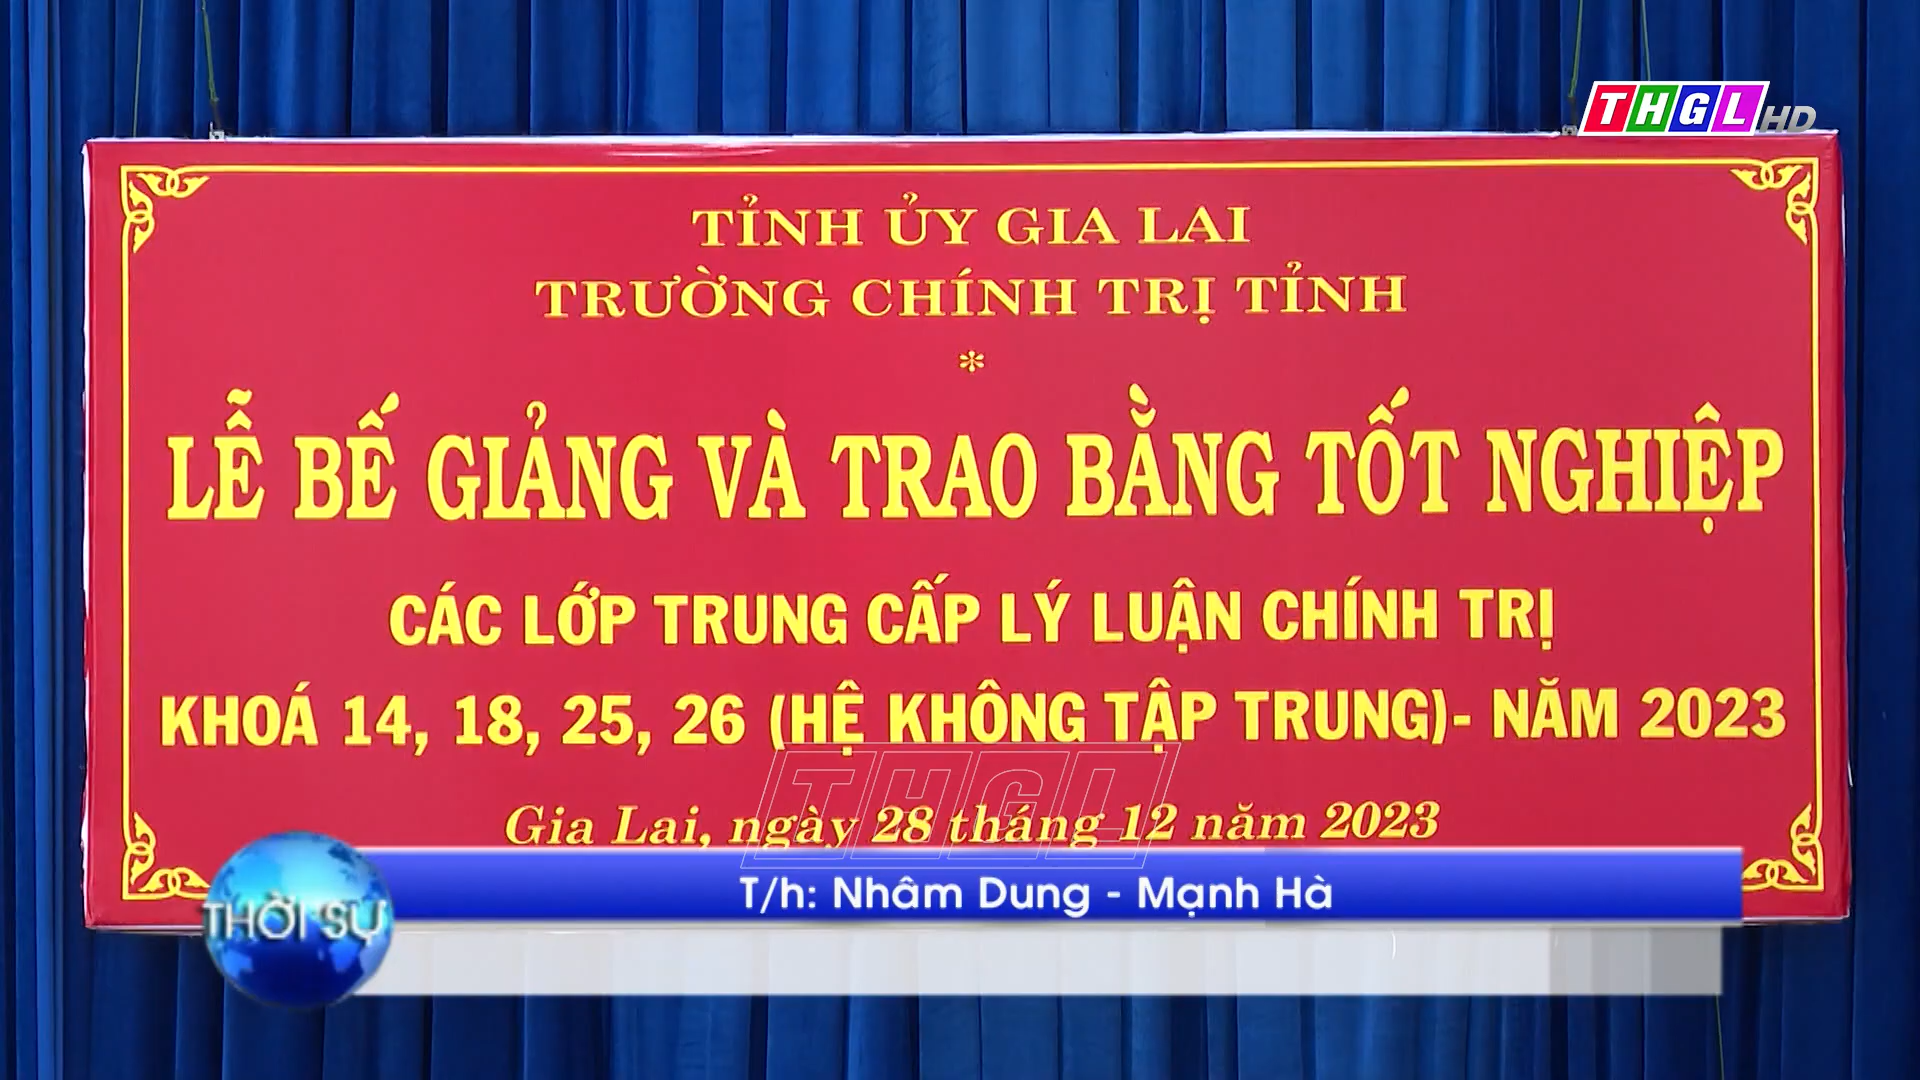 THGL HD
TỈNH ỦY GIA LAI
TRƯỜNG CHÍNH TRỊ TỈNH
*
LỄ BẾ GIẢNG VÀ TRAO BẰNG TỐT NGHIỆP
CÁC LỚP TRUNG CẤP LÝ LUẬN CHÍNH TRỊ
KHOÁ 14, 18, 25, 26 (HỆ KHÔNG TẬP TRUNG)- NĂM 2023
THGL
Gia Lai, ngày 28 tháng 12 năm 2023
THỜI SỰ
T/h: Nhâm Dung - Mạnh Hà